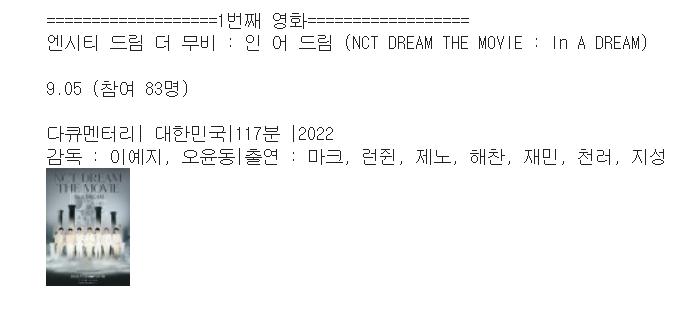 ===================1번째 영화==================
엔시티 드림 더 무비 : 인 어 드림 (NCT DREAM THE MOVIE : In A DREAM)
9.05 (참여 83명)
다큐멘터리| 대한민국|117분 |2022
감독 : 이예지, 오윤동|출연 : 마크, 런쥔, 제노, 해찬, 재민, 천러, 지성
NCT DREAM
THE MOVIE